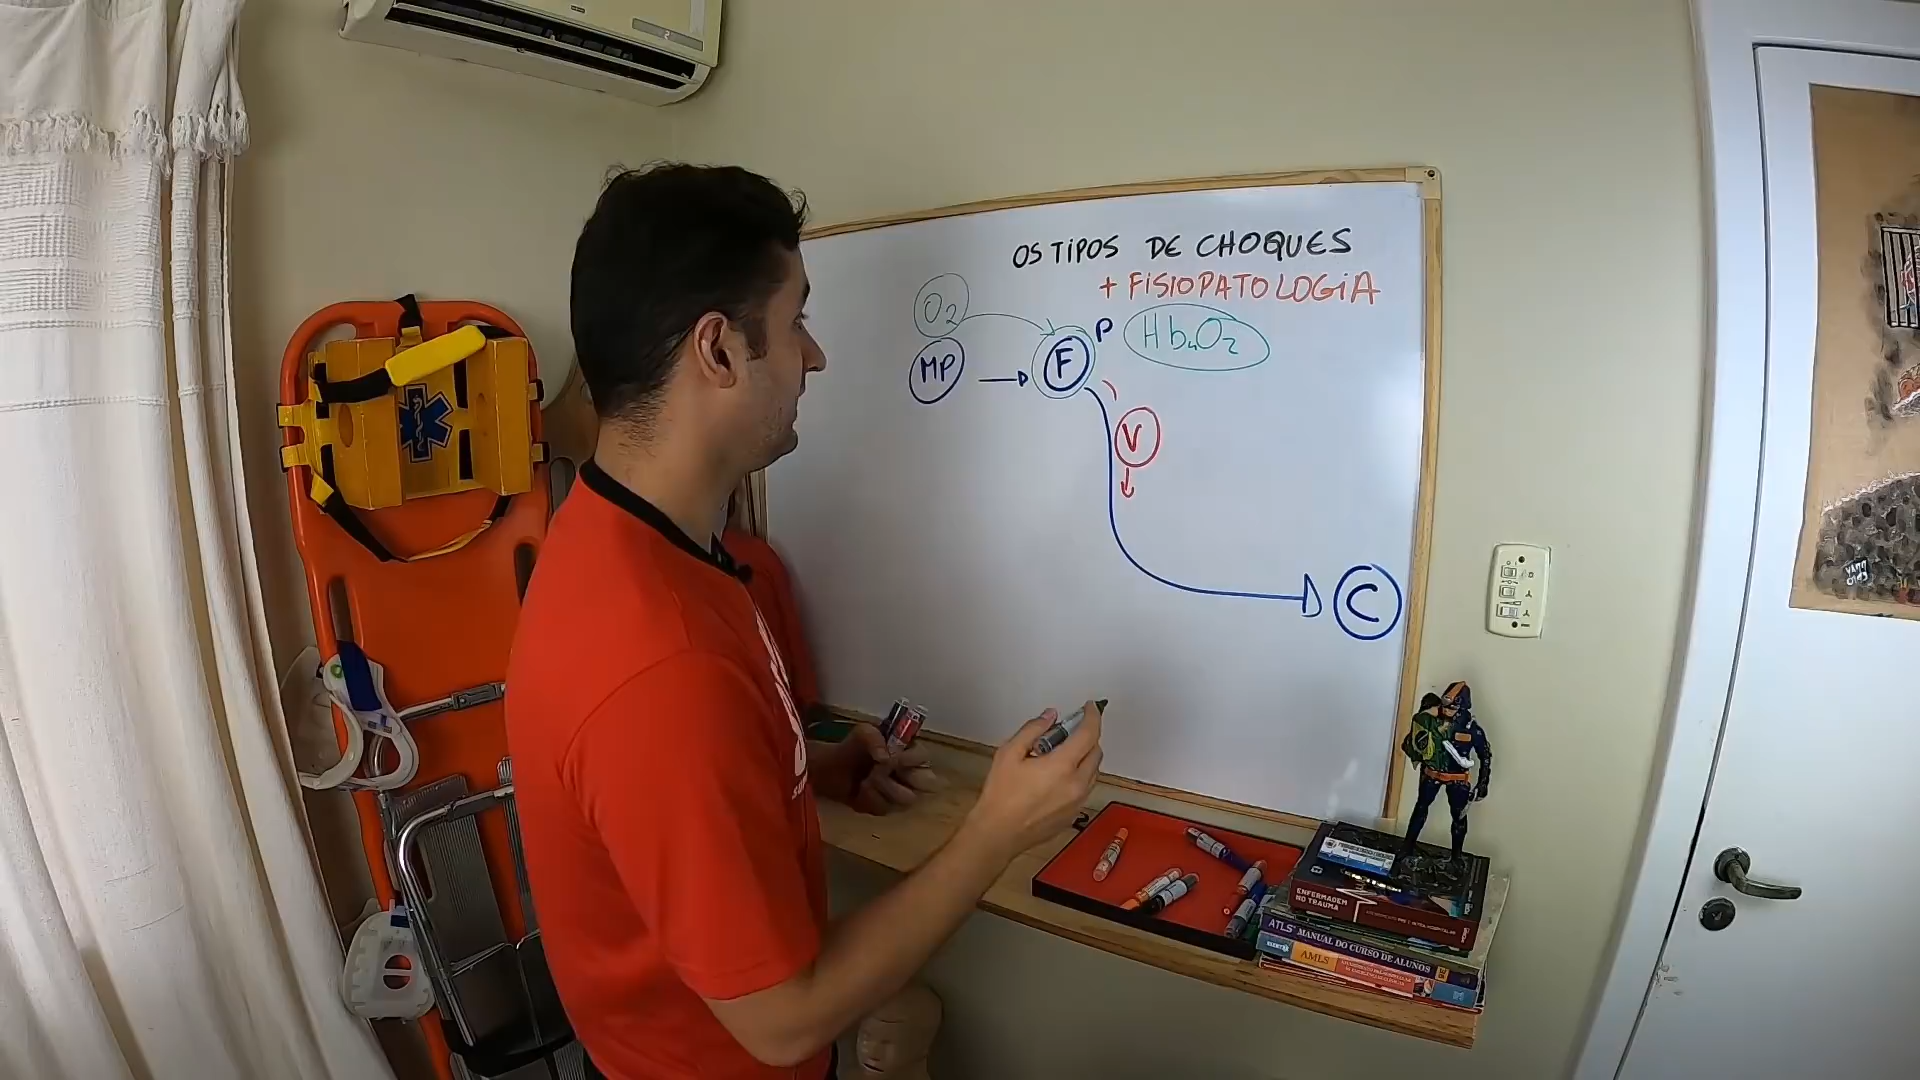 OS TIPOS DE CHOQUES
+ FISIOPATOLOGIA
O2
P
Hb4O2
MP
F
V
C
ENFERMAGEM
NO TRAUMA
ATLS MANUAL DO CURSO DE ALUNOS
AMLS